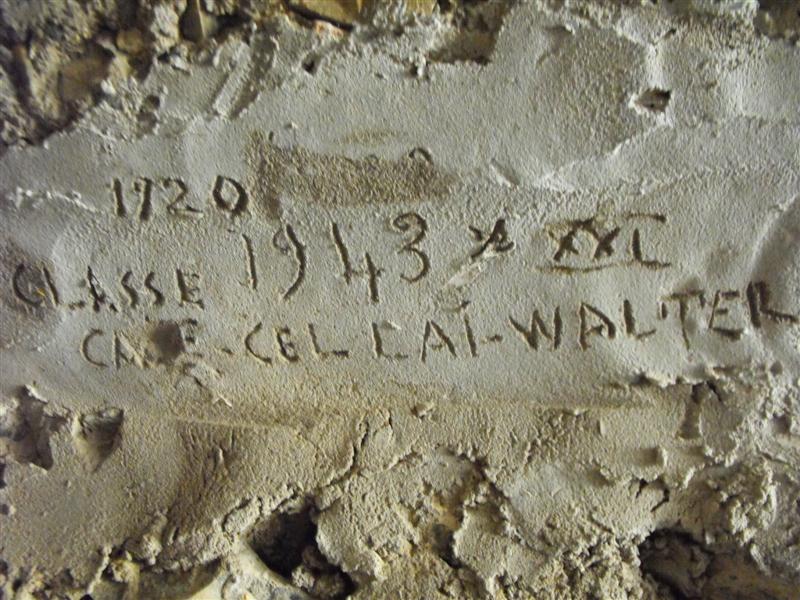 1920
CLASSE 1943 XXI
CELLAI-WALTER